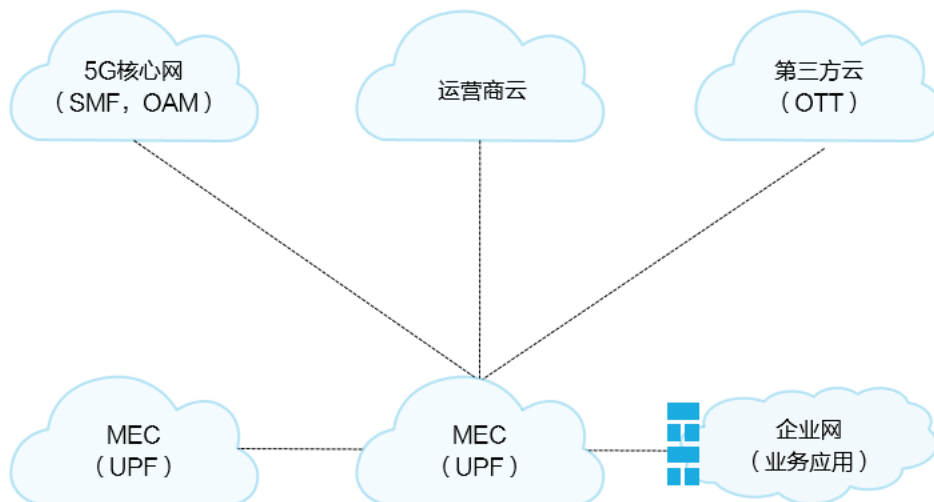 5G核心网
（SMF，OAM）
运营商云
第三方云
（OTT）
MEC
（UPF）
MEC
（UPF）
企业网
（业务应用）